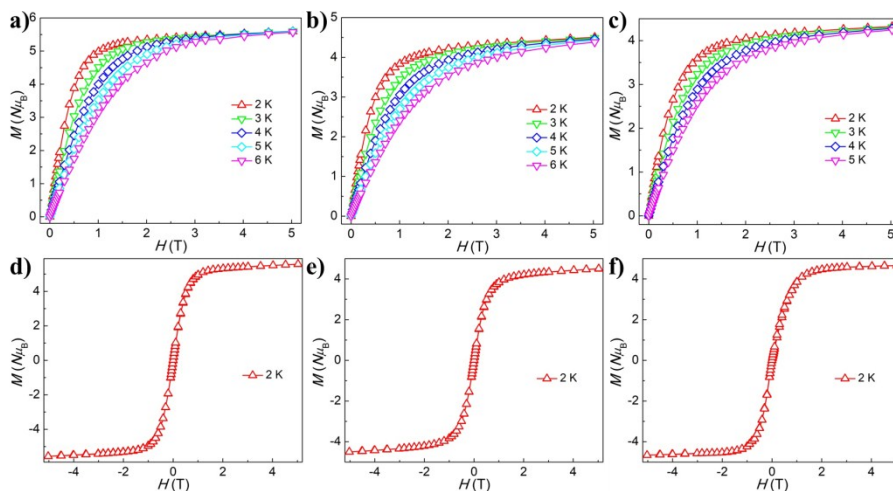 a)
M (Nμ_B)
6
5
4
3
2
1
0
2 K
3 K
4 K
5 K
6 K
0 1 2 3 4 5
H (T)
b)
M (Nμ_B)
5
4
3
2
1
0
2 K
3 K
4 K
5 K
6 K
0 1 2 3 4 5
H (T)
c)
M (Nμ_B)
4
3
2
1
0
2 K
3 K
4 K
5 K
0 1 2 3 4 5
H (T)
d)
M (Nμ_B)
4
2
0
-2
-4
2 K
-4 -2 0 2 4
H (T)
e)
M (Nμ_B)
4
2
0
-2
-4
2 K
-4 -2 0 2 4
H (T)
f)
M (Nμ_B)
4
2
0
-2
-4
2 K
-4 -2 0 2 4
H (T)